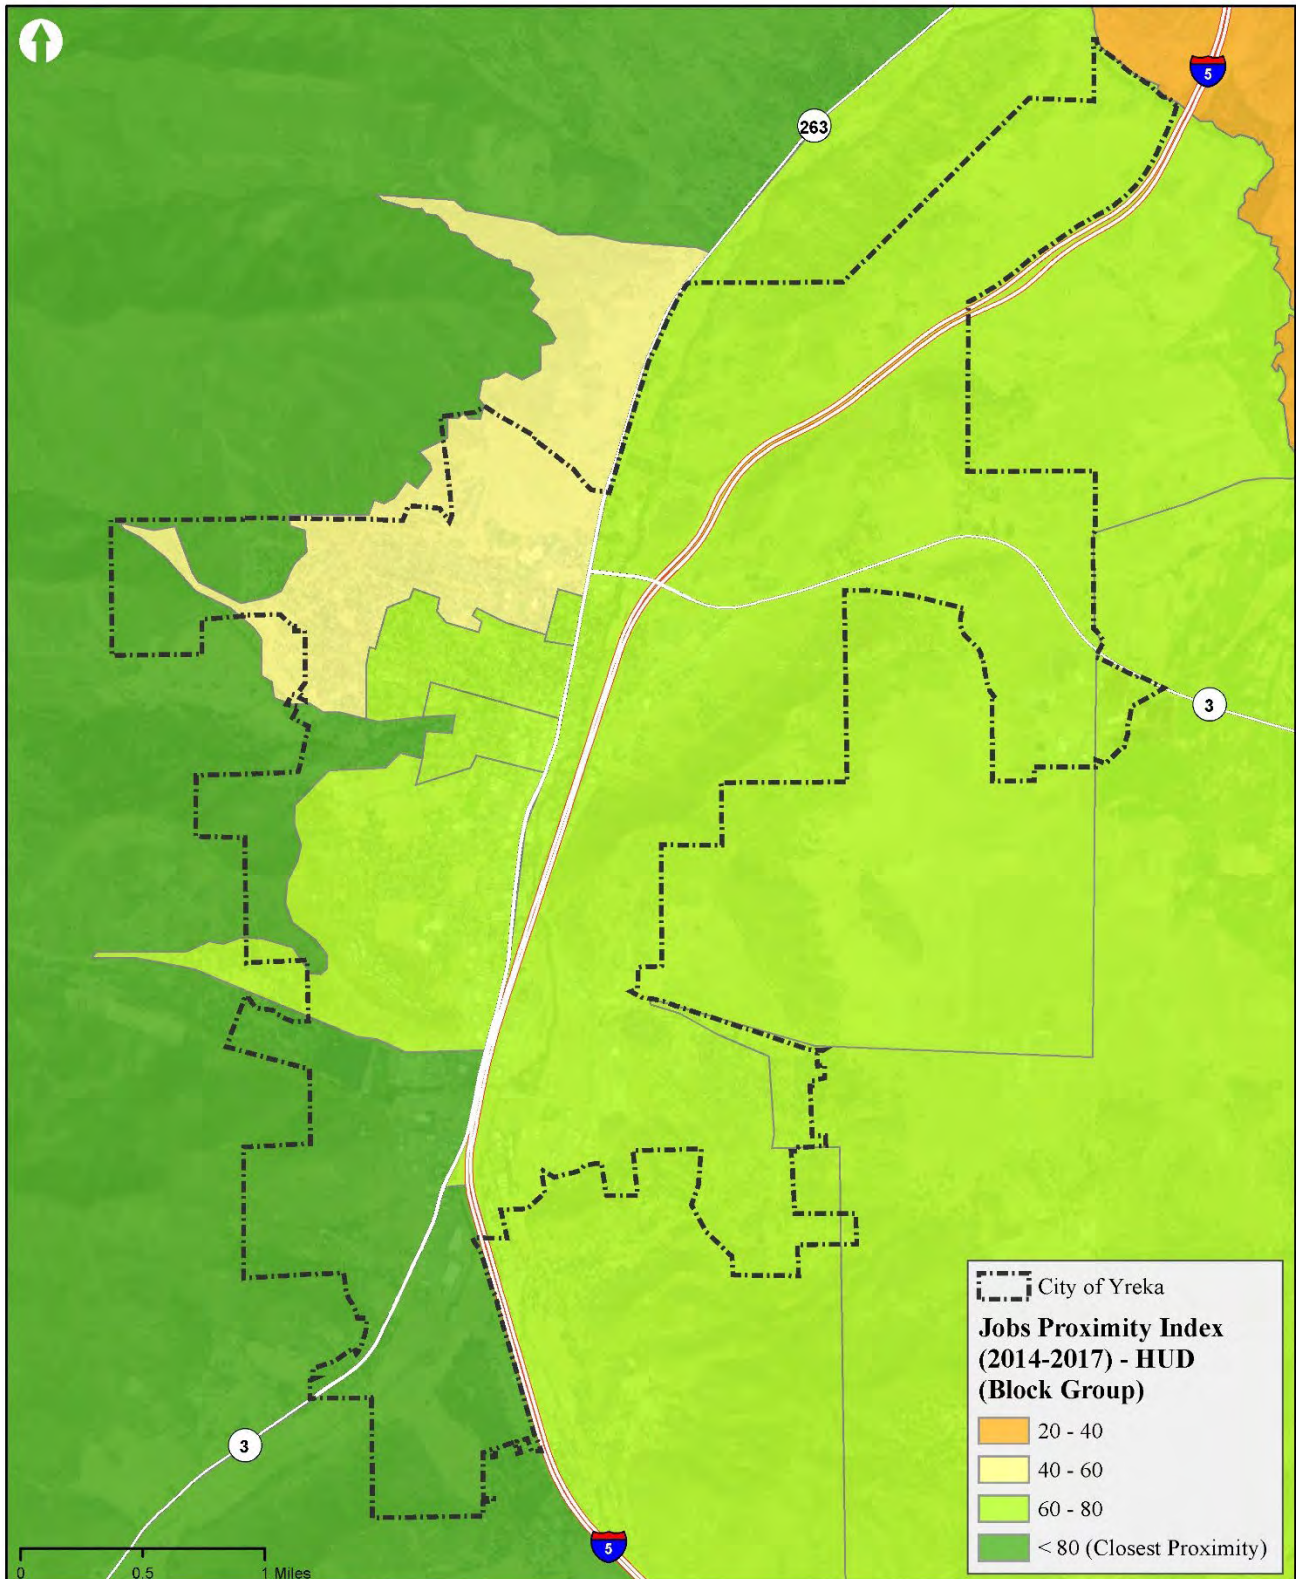 5
263
3
City of Yreka
Jobs Proximity Index
(2014-2017) - HUD
(Block Group)
20 - 40
40 - 60
60 - 80
< 80 (Closest Proximity)
3
5
0 0.5 1 Miles